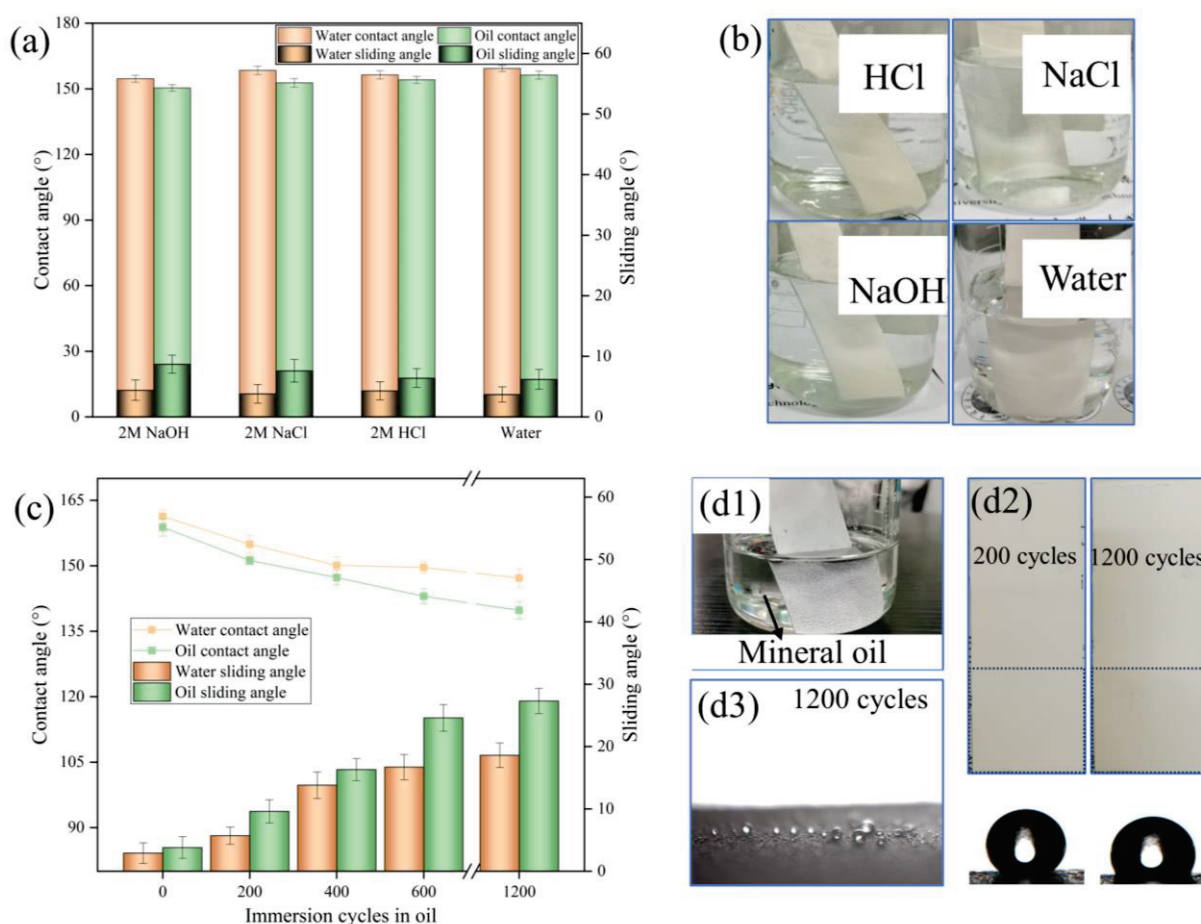 (a)
180
150
120
90
60
30
0
Contact angle (°)
Water contact angle
Oil contact angle
Water sliding angle
Oil sliding angle
60
50
40
30
20
10
0
Sliding angle (°)
2M NaOH
2M NaCl
2M HCl
Water
(b)
HCl
NaCl
NaOH
Water
(c)
165
150
135
120
105
90
Contact angle (°)
Water contact angle
Oil contact angle
Water sliding angle
Oil sliding angle
60
50
40
30
20
10
0
Sliding angle (°)
0
200
400
600
1200
Immersion cycles in oil
(d1)
Mineral oil
(d2)
200 cycles
1200 cycles
(d3)
1200 cycles